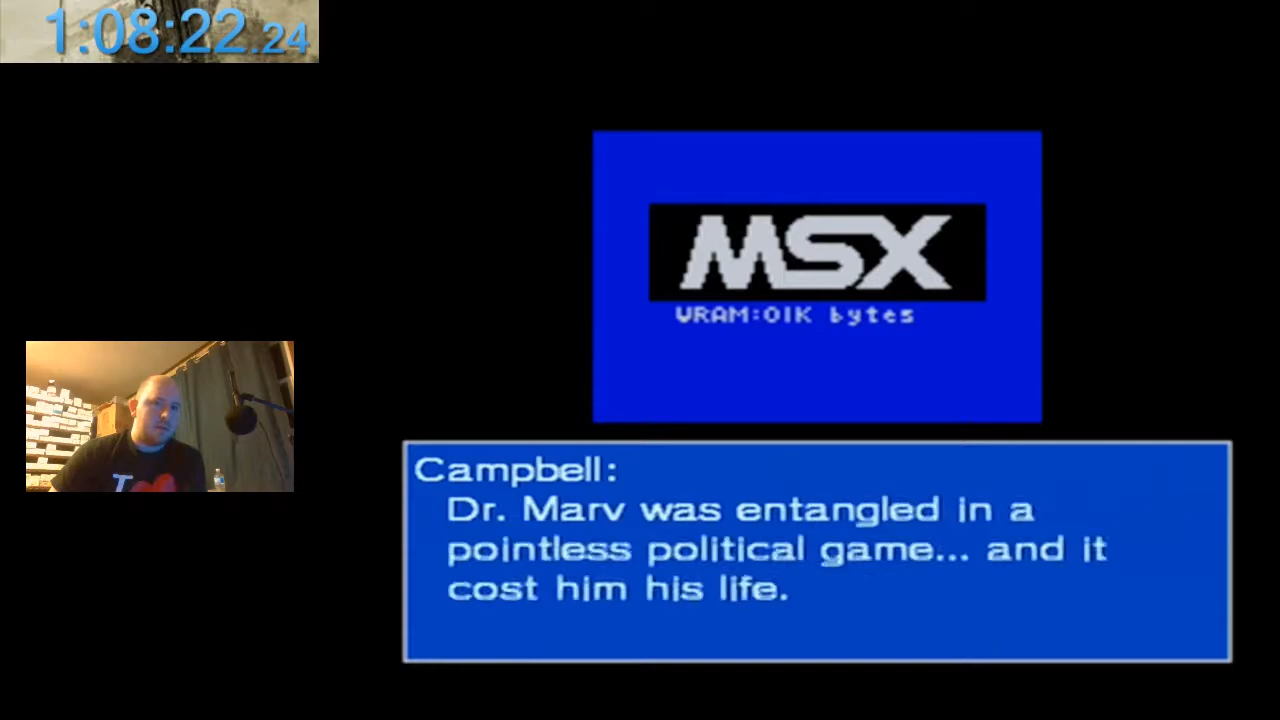 1:08:22.24
MSX
VRAM:01K bytes
Campbell:
Dr. Marv was entangled in a
pointless political game... and it
cost him his life.
I